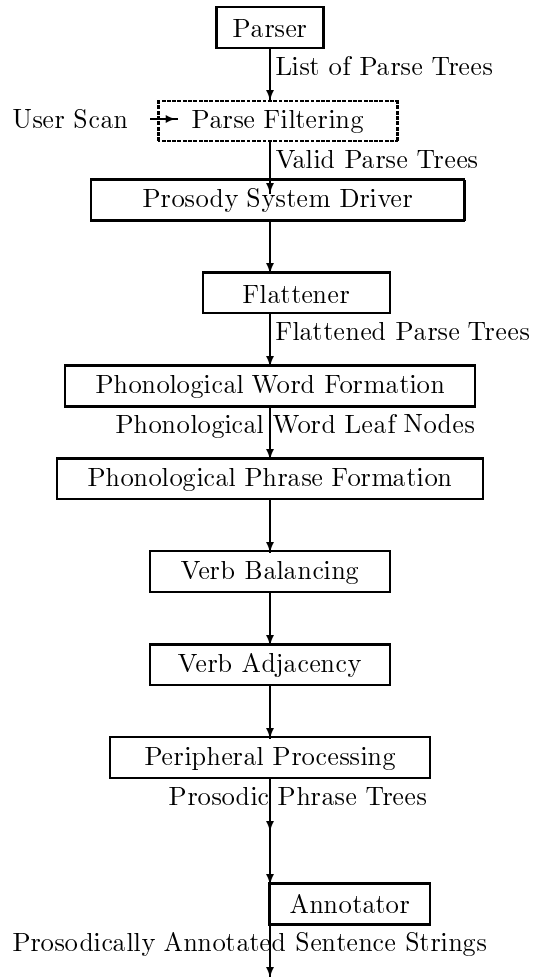 Parser
List of Parse Trees
User Scan
Parse Filtering
Valid Parse Trees
Prosody System Driver
Flattener
Flattened Parse Trees
Phonological Word Formation
Phonological Word Leaf Nodes
Phonological Phrase Formation
Verb Balancing
Verb Adjacency
Peripheral Processing
Prosodic Phrase Trees
Annotator
Prosodically Annotated Sentence Strings